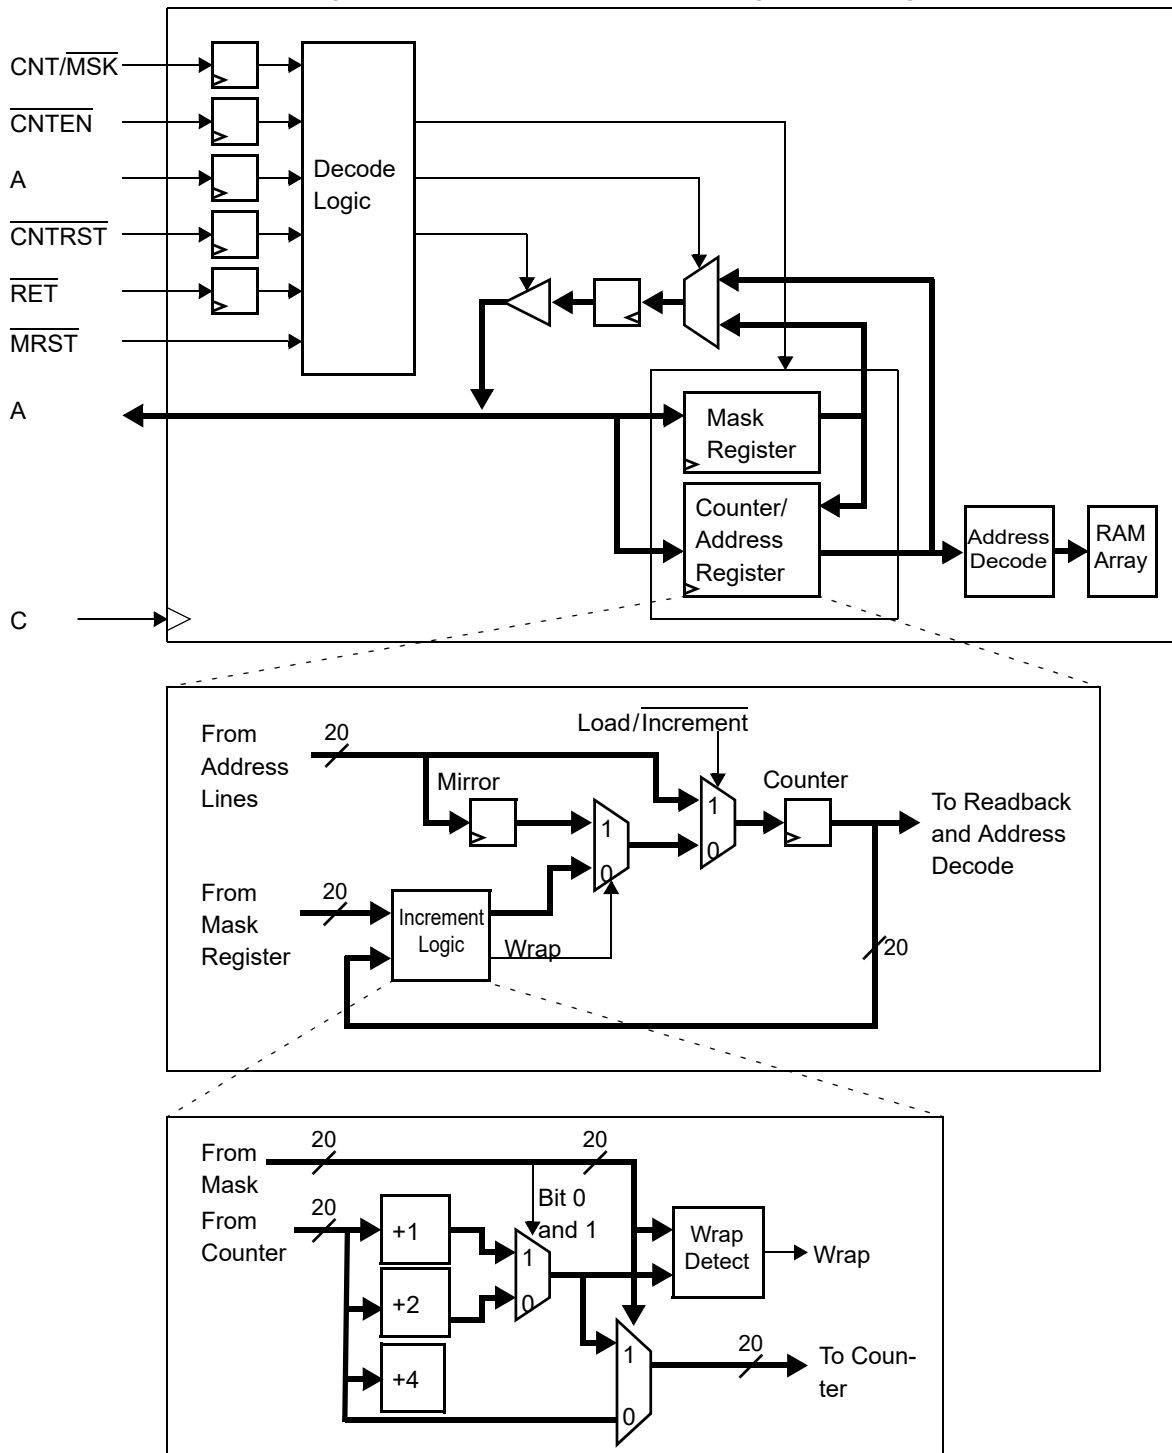 CNT/MSK
CNTEN
A
CNTRST
RET
MRST
A
C
Decode
Logic
Mask
Register
Counter/
Address
Register
Address
Decode
RAM
Array
From
Address
Lines
20
Load/Increment
Mirror
Counter
1
0
1
0
To Readback
and Address
Decode
From
Mask
Register
20
Increment
Logic
Wrap
20
From
Mask
20
20
Bit 0
and 1
From
Counter
20
+1
+2
+4
1
0
Wrap
Detect
Wrap
1
0
20
To Coun-
ter